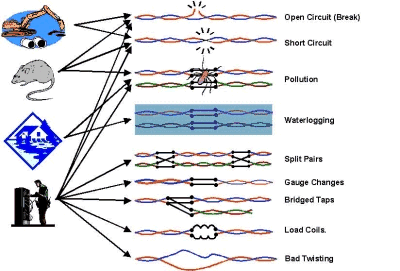 Open Circuit (Break)
Short Circuit
Pollution
Waterlogging
Split Pairs
Gauge Changes
Bridged Taps
Load Coils.
Bad Twisting